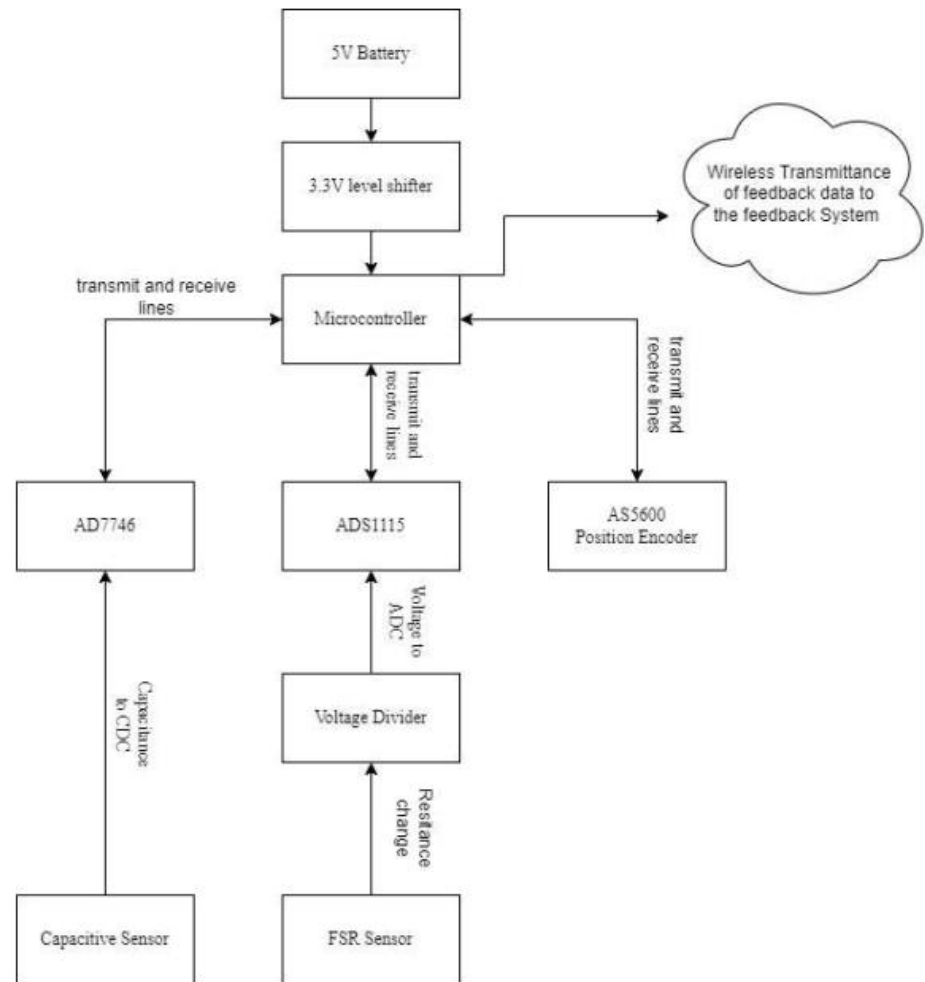 5V Battery
3.3V level shifter
Wireless Transmittance
of feedback data to
the feedback System
transmit and receive
lines
Microcontroller
transmit and
receive lines
transmit and
receive lines
AD7746
ADS1115
AS5600
Position Encoder
Voltage to
ADC
Capacitance
to CDC
Voltage Divider
Resitance
change
Capacitive Sensor
FSR Sensor